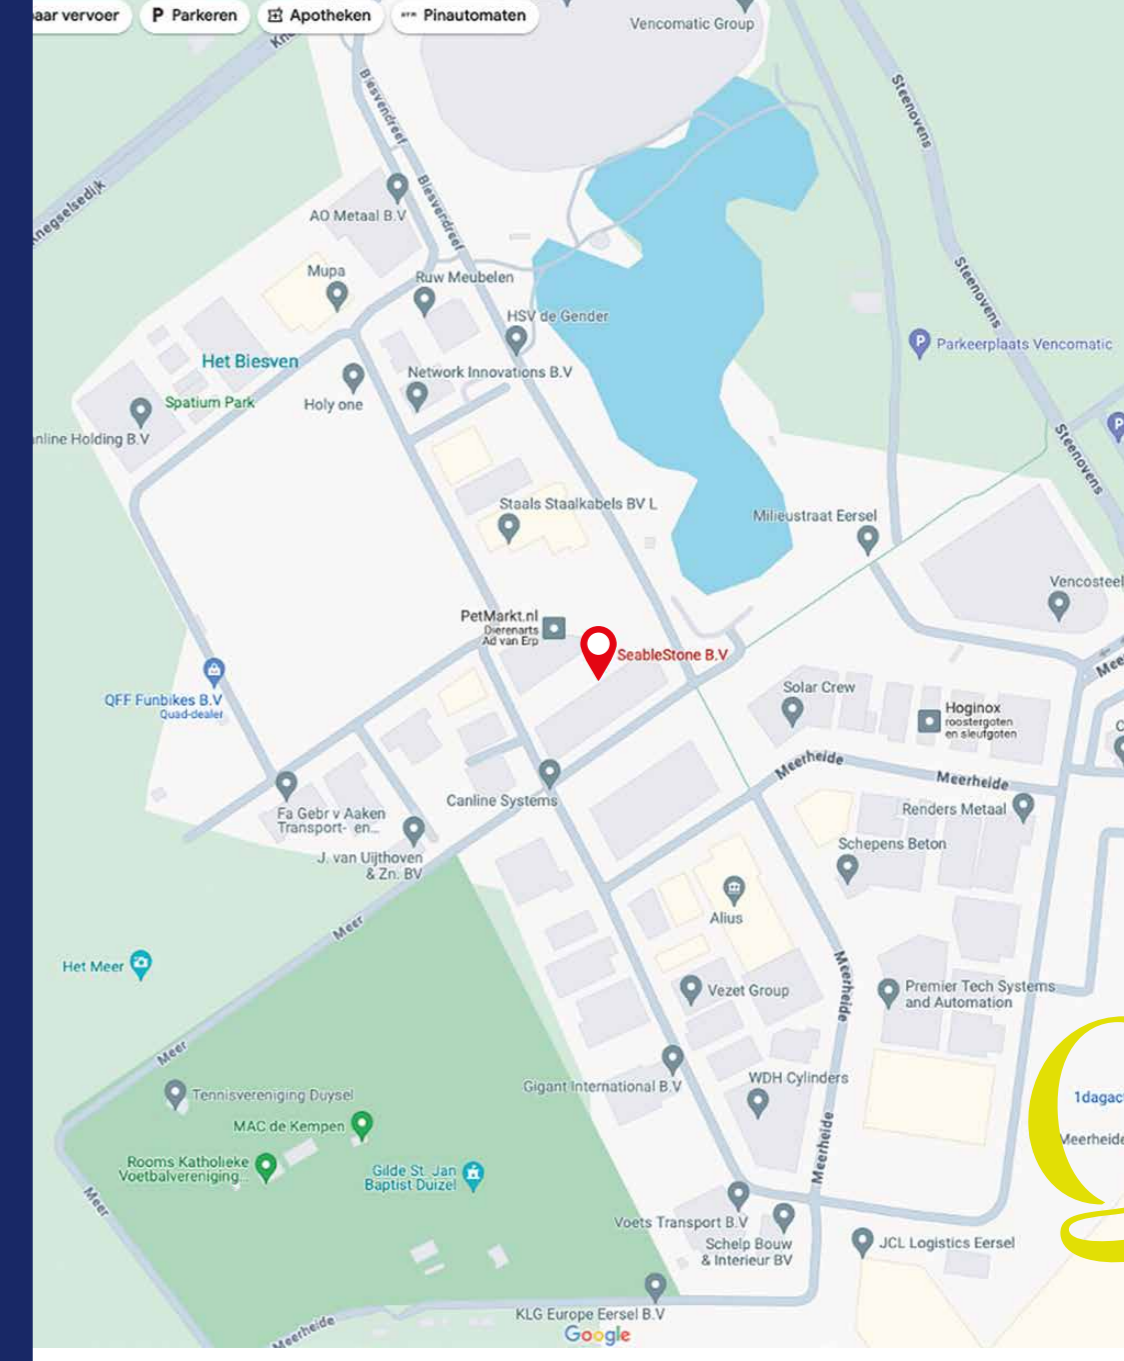 aar vervoer
P Parkeren
Apotheken
ATM Pinautomaten
Vencomatic Group
Biesvendreef
Steenovens
Knegselsedijk
Biesvendreef
AO Metaal B.V
Mupa
Ruw Meubelen
Steenovens
HSV de Gender
P Parkeerplaats Vencomatic
Het Biesven
Network Innovations B.V
Spatium Park
Holy one
P
nline Holding B.V
Steenovens
Staals Staalkabels BV L
Milieustraat Eersel
Vencosteel
PetMarkt.nl
Dierenarts
Ad van Erp
SeableStone B.V
Mee
Solar Crew
QFF Funbikes B.V
Quad-dealer
Hoginox
roostergoten
en sleufgoten
C
Meerheide
Meerheide
Canline Systems
Renders Metaal
Fa Gebr v Aaken
Transport- en...
Schepens Beton
J. van Uijthoven
& Zn. BV
Alius
Meer
Het Meer
Meerheide
Vezet Group
Premier Tech Systems
and Automation
Meer
WDH Cylinders
Gigant International B.V
Tennisvereniging Duysel
1dagac
MAC de Kempen
Meerheide
Meerheide
Rooms Katholieke
Voetbalvereniging...
Gilde St. Jan
Baptist Duizel
Meer
Voets Transport B.V
Schelp Bouw
& Interieur BV
JCL Logistics Eersel
KLG Europe Eersel B.V
Meerheide
Google
g